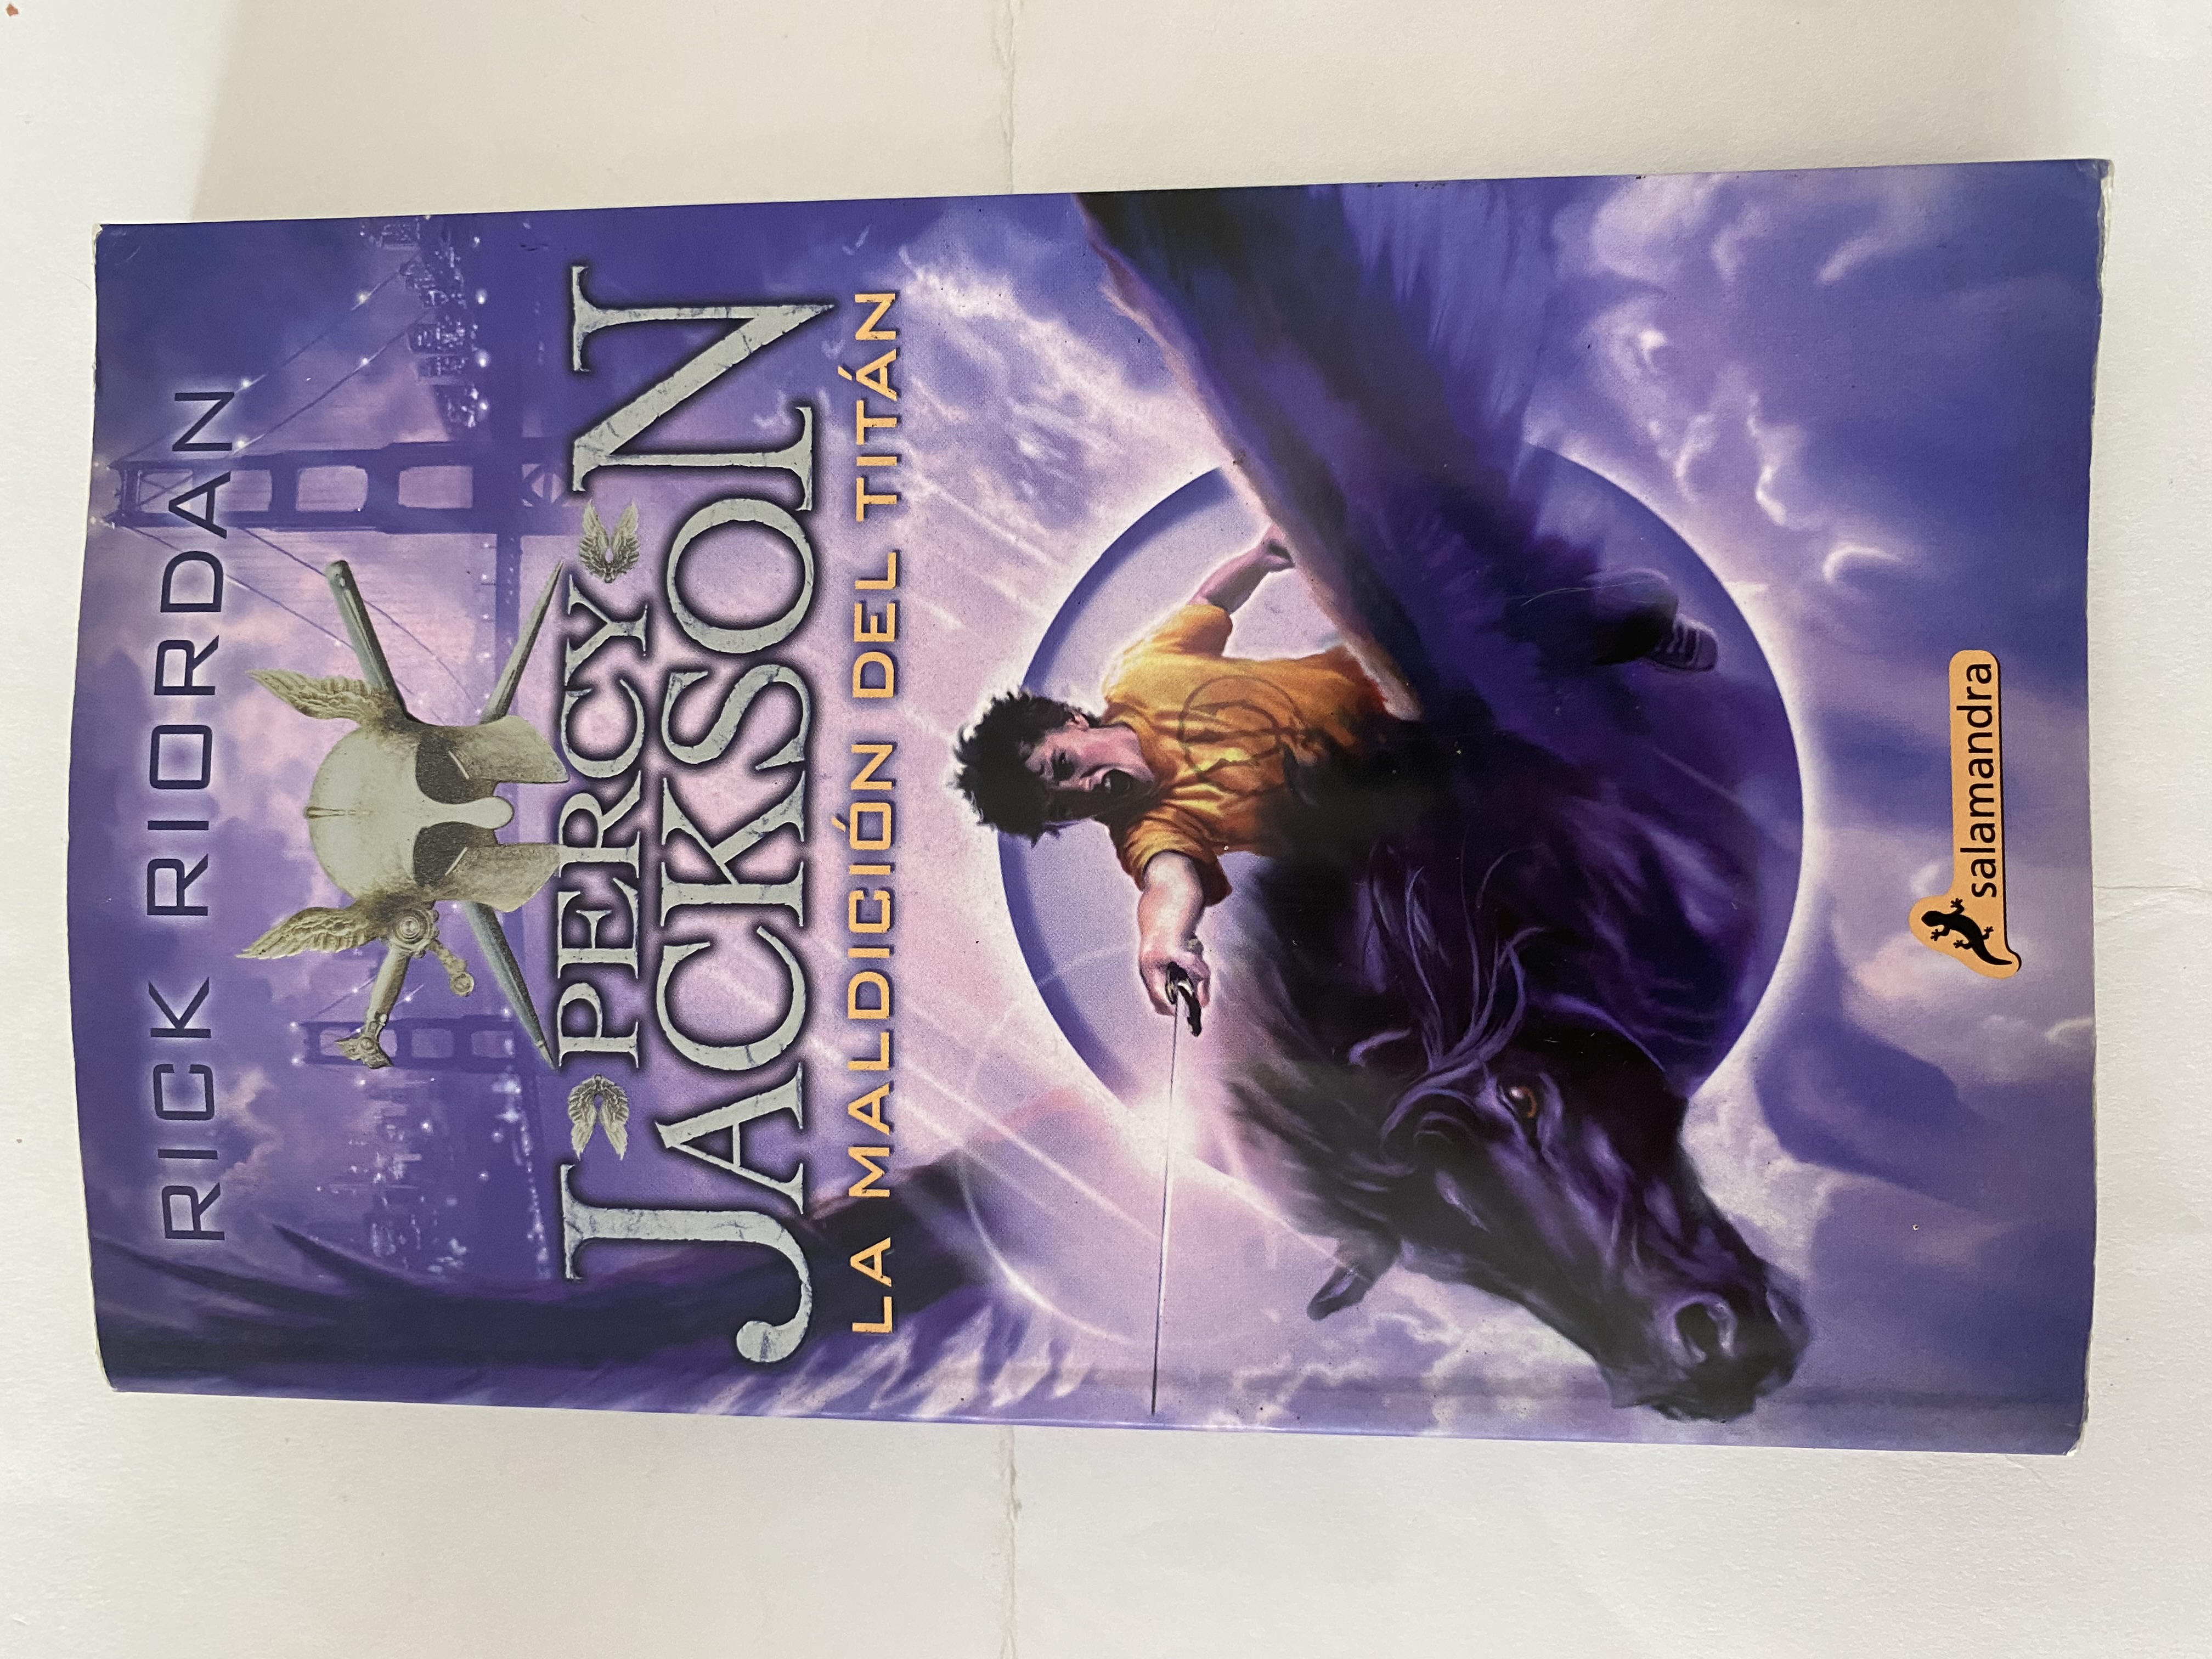 RICK RIORDAN
PERCY
JACKSON
LA MALDICIÓN DEL TITÁN
salamandra